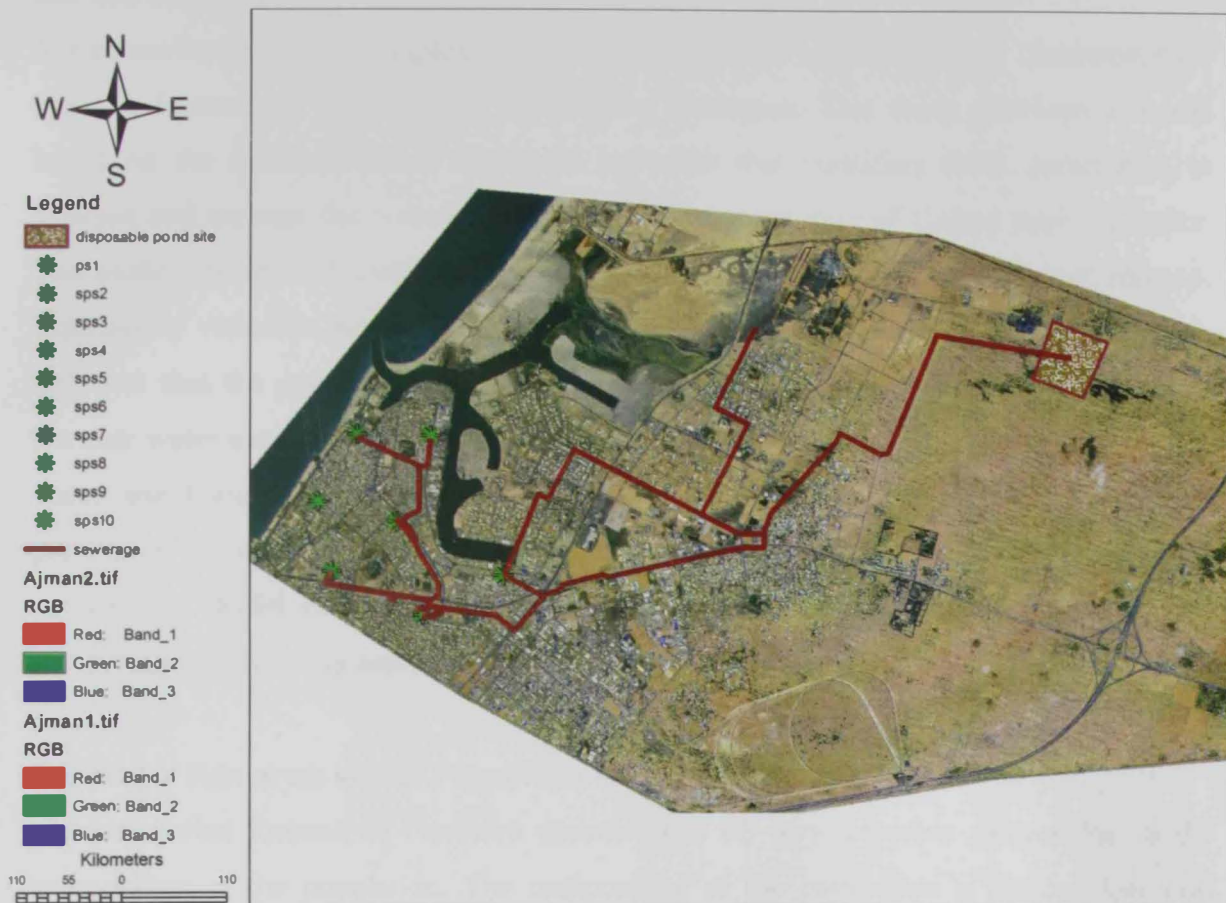 N
W E
S
Legend
disposable pond site
ps1
sps2
sps3
sps4
sps5
sps6
sps7
sps8
sps9
sps10
sewerage
Ajman2.tif
RGB
Red: Band_1
Green: Band_2
Blue: Band_3
Ajman1.tif
RGB
Red: Band_1
Green: Band_2
Blue: Band_3
Kilometers
110 55 0 110